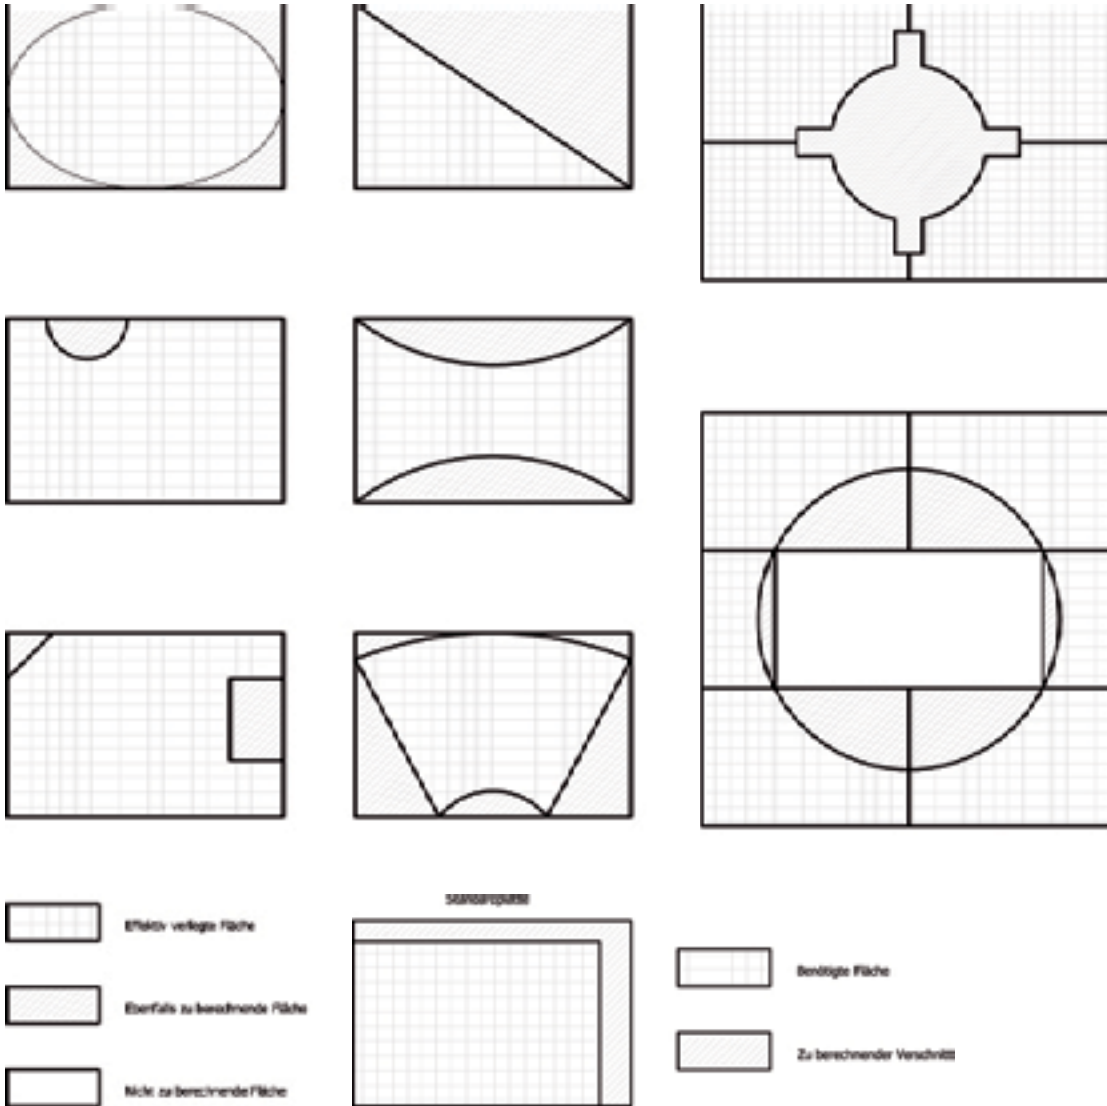 Standardplatte
Effektiv verlegte Fläche
Benötigte Fläche
Ebenfalls zu berechnende Fläche
Zu berechnender Verschnitt
Nicht zu berechnende Fläche